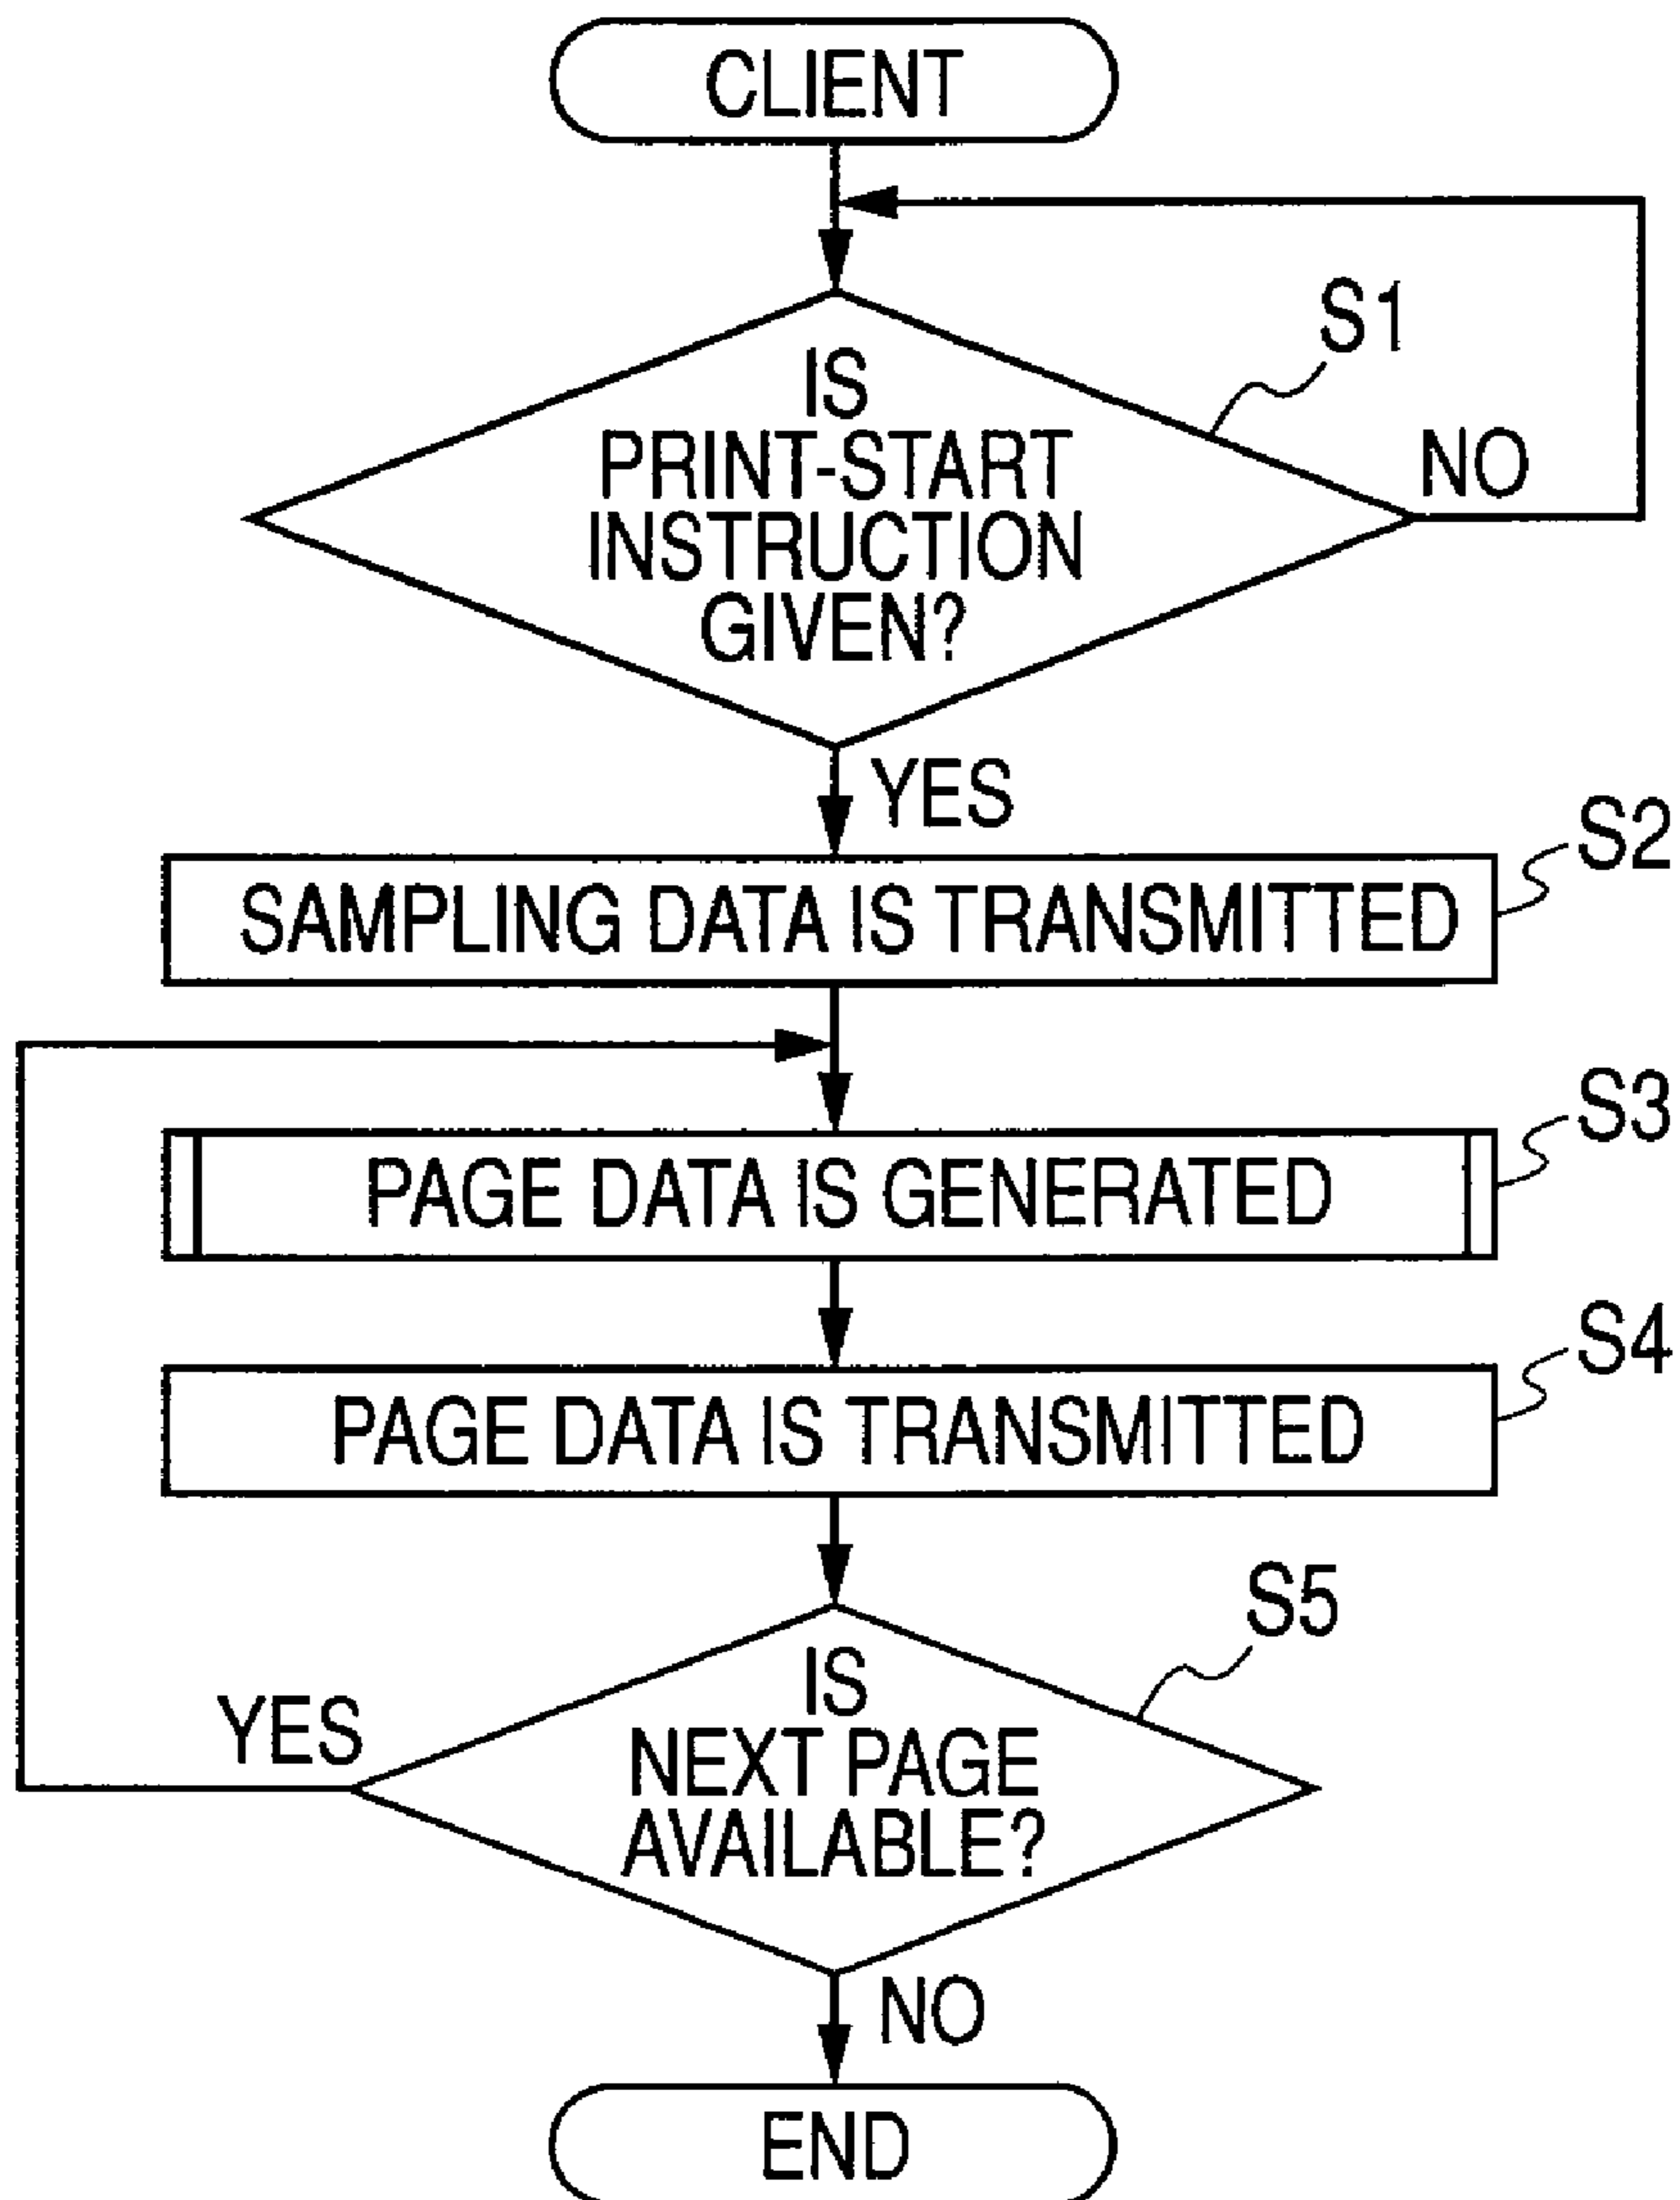 CLIENT
S1
IS
PRINT-START
INSTRUCTION
GIVEN?
NO
YES
S2
SAMPLING DATA IS TRANSMITTED
S3
PAGE DATA IS GENERATED
S4
PAGE DATA IS TRANSMITTED
S5
IS
NEXT PAGE
AVAILABLE?
YES
NO
END